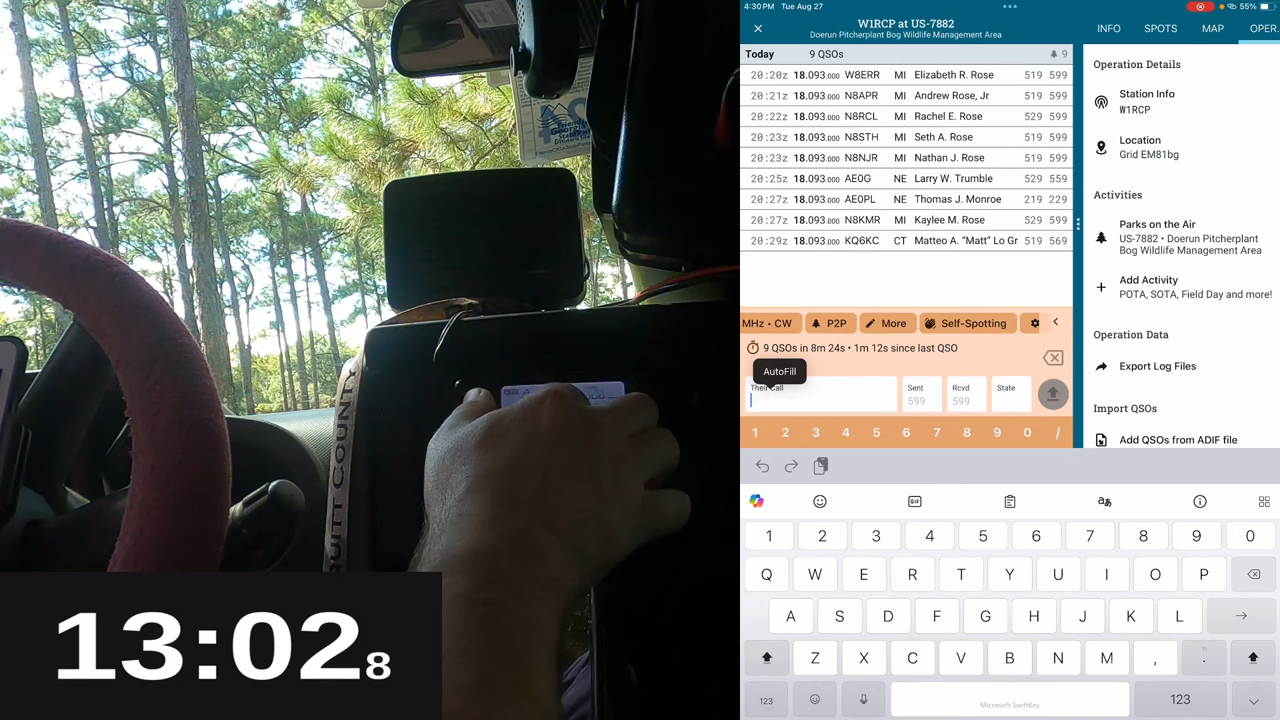 4:30 PM Tue Aug 27
55%
W1RCP at US-7882
Doerun Pitcherplant Bog Wildlife Management Area
INFO SPOTS MAP OPER.
Today 9 QSOs 9
20:20z 18.093.000 W8ERR MI Elizabeth R. Rose 519 599
20:21z 18.093.000 N8APR MI Andrew Rose, Jr 519 599
20:22z 18.093.000 N8RCL MI Rachel E. Rose 529 599
20:23z 18.093.000 N8STH MI Seth A. Rose 519 599
20:23z 18.093.000 N8NJR MI Nathan J. Rose 519 599
20:25z 18.093.000 AE0G NE Larry W. Trumble 529 559
20:27z 18.093.000 AE0PL NE Thomas J. Monroe 219 229
20:27z 18.093.000 N8KMR MI Kaylee M. Rose 529 599
20:29z 18.093.000 KQ6KC CT Matteo A. “Matt” Lo Gr 519 569
MHz • CW P2P More Self-Spotting
9 QSOs in 8m 24s • 1m 12s since last QSO
AutoFill
Their Call
Sent Rcvd State
599 599
1 2 3 4 5 6 7 8 9 0 /
Operation Details
Station Info
W1RCP
Location
Grid EM81bg
Activities
Parks on the Air
US-7882 • Doerun Pitcherplant
Bog Wildlife Management Area
Add Activity
POTA, SOTA, Field Day and more!
Operation Data
Export Log Files
Import QSOs
Add QSOs from ADIF file
GIF
1 2 3 4 5 6 7 8 9 0
Q W E R T Y U I O P
A S D F G H J K L
Z X C V B N M , .
123 Microsoft SwiftKey 123
13:02 8